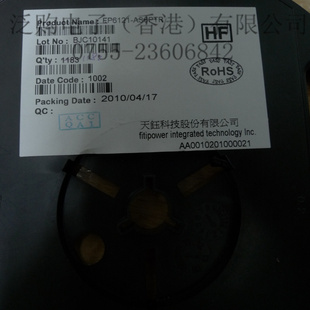 泛购电子（香港）有限公司
Product Name :
0755-23606842
Lot No : BJC10141
Q'ty : 1183
Date Code : 1002
Packing Date : 2010/04/17
QC :
HF
RoHS
天鈺科技股份有限公司
fitipower integrated technology Inc.
AA0010201000021